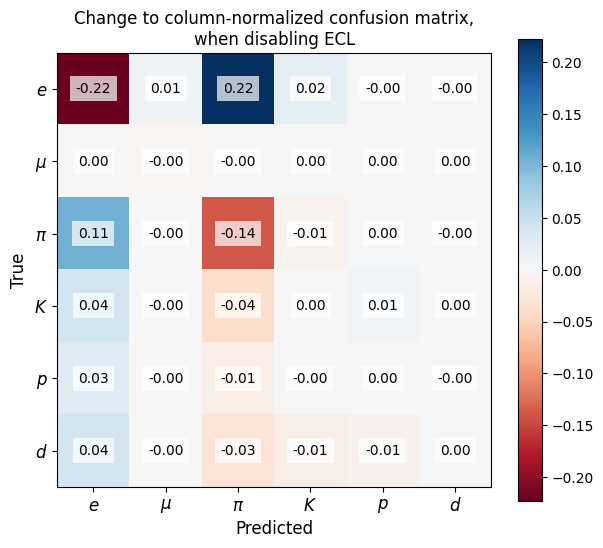 Change to column-normalized confusion matrix,
when disabling ECL
True
e -0.22 0.01 0.22 0.02 -0.00 -0.00
μ 0.00 -0.00 -0.00 0.00 0.00 0.00
π 0.11 -0.00 -0.14 -0.01 0.00 -0.00
K 0.04 -0.00 -0.04 0.00 0.01 0.00
p 0.03 -0.00 -0.01 -0.00 0.00 -0.00
d 0.04 -0.00 -0.03 -0.01 -0.01 0.00
e μ π K p d
Predicted
0.20
0.15
0.10
0.05
0.00
−0.05
−0.10
−0.15
−0.20